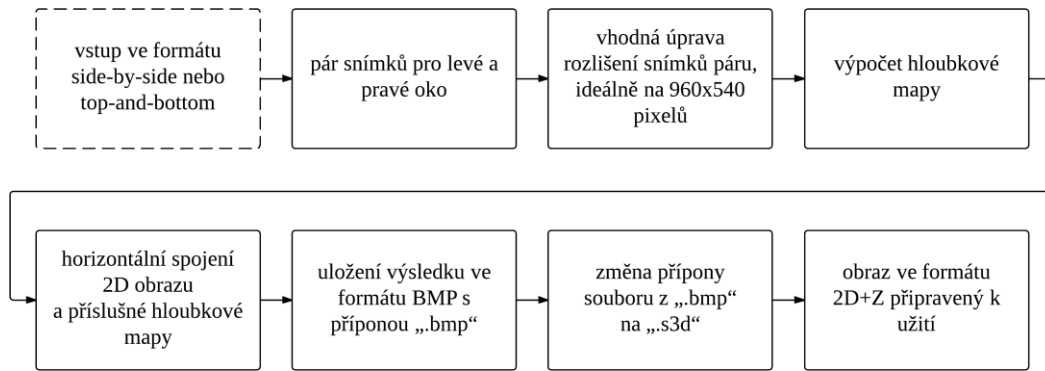 vstup ve formátu
side-by-side nebo
top-and-bottom
pár snímků pro levé a
pravé oko
vhodná úprava
rozlišení snímků páru,
ideálně na 960x540
pixelů
výpočet hloubkové
mapy
horizontální spojení
2D obrazu
a příslušné hloubkové
mapy
uložení výsledku ve
formátu BMP s
příponou „.bmp“
změna přípony
souboru z „.bmp“
na „.s3d“
obraz ve formátu
2D+Z připravený k
užití